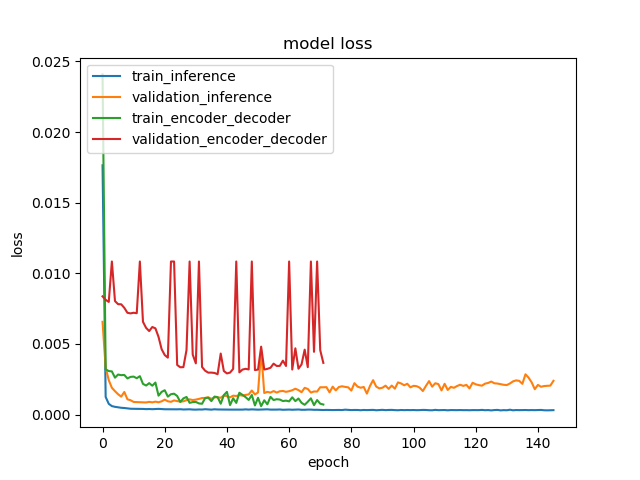 model loss
train_inference
validation_inference
train_encoder_decoder
validation_encoder_decoder
loss
0.025
0.020
0.015
0.010
0.005
0.000
0 20 40 60 80 100 120 140
epoch